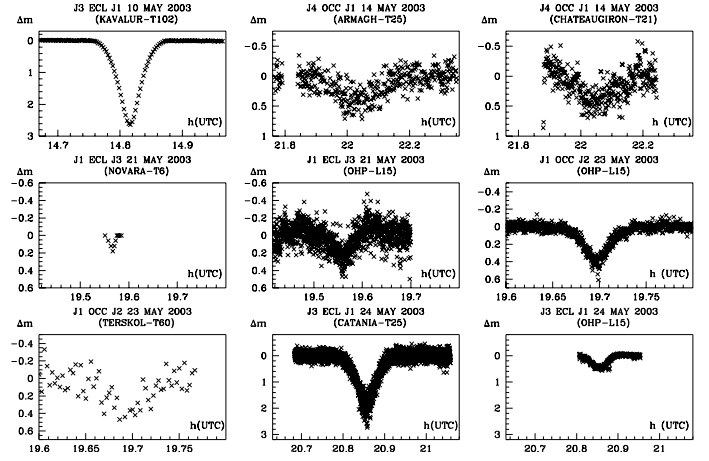 J3 ECL J1 10 MAY 2003
(KAVALUR-T102)
Δm
0
1
2
3
h(UTC)
14.7
14.8
14.9
J4 OCC J1 14 MAY 2003
(ARMAGH-T25)
Δm
-0.5
0
0.5
1
h(UTC)
21.8
22
22.2
J4 OCC J1 14 MAY 2003
(CHATEAUGIRON-T21)
Δm
-0.5
0
0.5
1
h(UTC)
21.8
22
22.2
J1 ECL J3 21 MAY 2003
(NOVARA-T6)
Δm
-0.6
-0.4
-0.2
0
0.2
0.4
0.6
h(UTC)
19.5
19.6
19.7
J1 ECL J3 21 MAY 2003
(OHP-L15)
Δm
-0.6
-0.4
-0.2
0
0.2
0.4
0.6
h(UTC)
19.5
19.6
19.7
J1 OCC J2 23 MAY 2003
(OHP-L15)
Δm
-0.4
-0.2
0
0.2
0.4
0.6
h(UTC)
19.6
19.65
19.7
19.75
19.80
J1 OCC J2 23 MAY 2003
(TERSKOL-T60)
Δm
-0.4
-0.2
0
0.2
0.4
0.6
h(UTC)
19.6
19.65
19.70
19.75
J3 ECL J1 24 MAY 2003
(CATANIA-T25)
Δm
0
1
2
3
h (UTC)
20.7
20.8
20.9
21
J3 ECL J1 24 MAY 2003
(OHP-L15)
Δm
0
1
2
3
h (UTC)
20.7
20.8
20.9
21